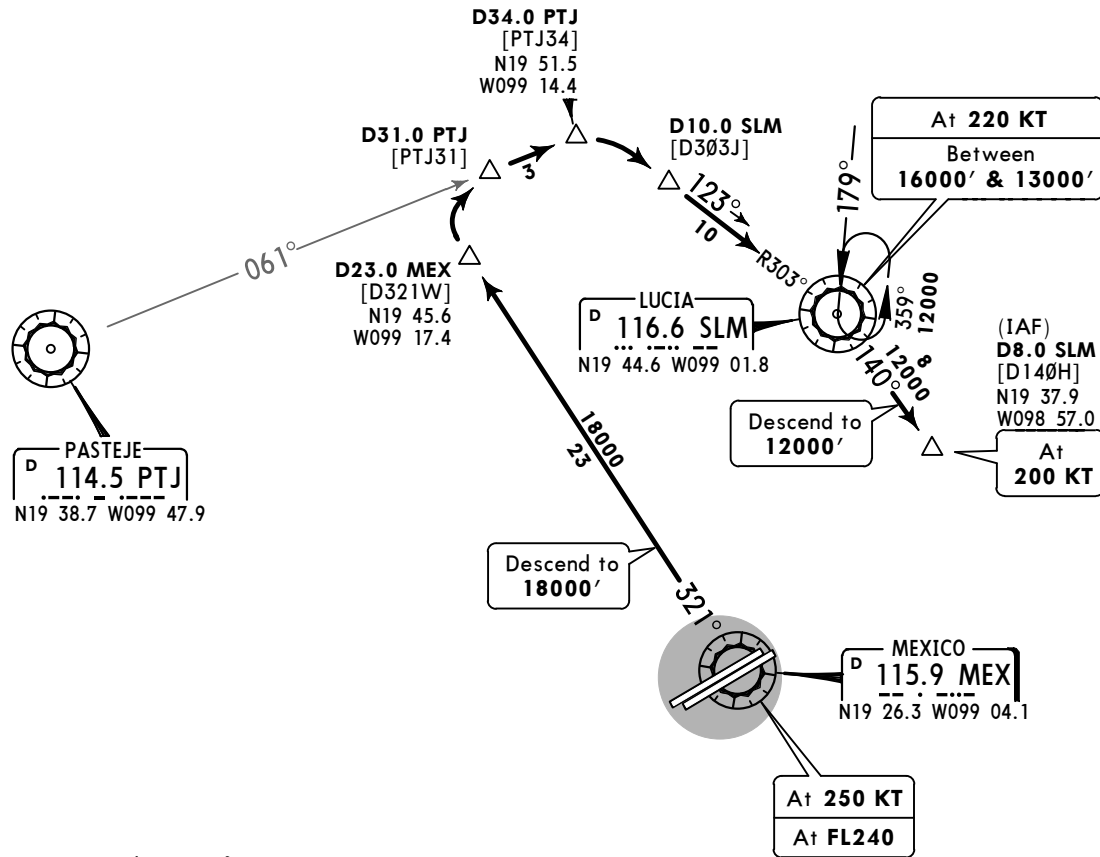 D34.0 PTJ
[PTJ34]
N19 51.5
W099 14.4
D31.0 PTJ
[PTJ31]
3
D10.0 SLM
[D3Ø3J]
123°
10
R303°
At 220 KT
Between
16000′ & 13000′
179°
061°
D23.0 MEX
[D321W]
N19 45.6
W099 17.4
LUCIA
D 116.6 SLM
N19 44.6 W099 01.8
359°
12000
(IAF)
D8.0 SLM
[D14ØH]
N19 37.9
W098 57.0
8
12000
140°
Descend to
12000′
At
200 KT
PASTEJE
D 114.5 PTJ
N19 38.7 W099 47.9
18000
23
Descend to
18000′
321°
MEXICO
D 115.9 MEX
N19 26.3 W099 04.1
At 250 KT
At FL240